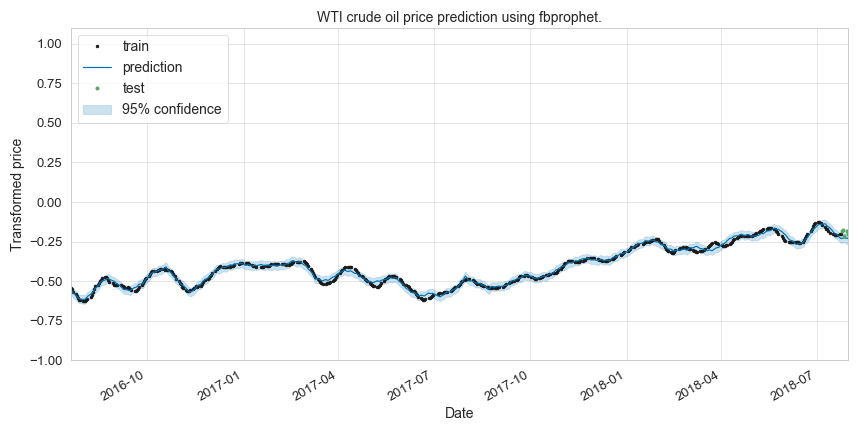 WTI crude oil price prediction using fbprophet.
train
prediction
test
95% confidence
Transformed price
1.00
0.75
0.50
0.25
0.00
−0.25
−0.50
−0.75
−1.00
2016-10
2017-01
2017-04
2017-07
2017-10
2018-01
2018-04
2018-07
Date